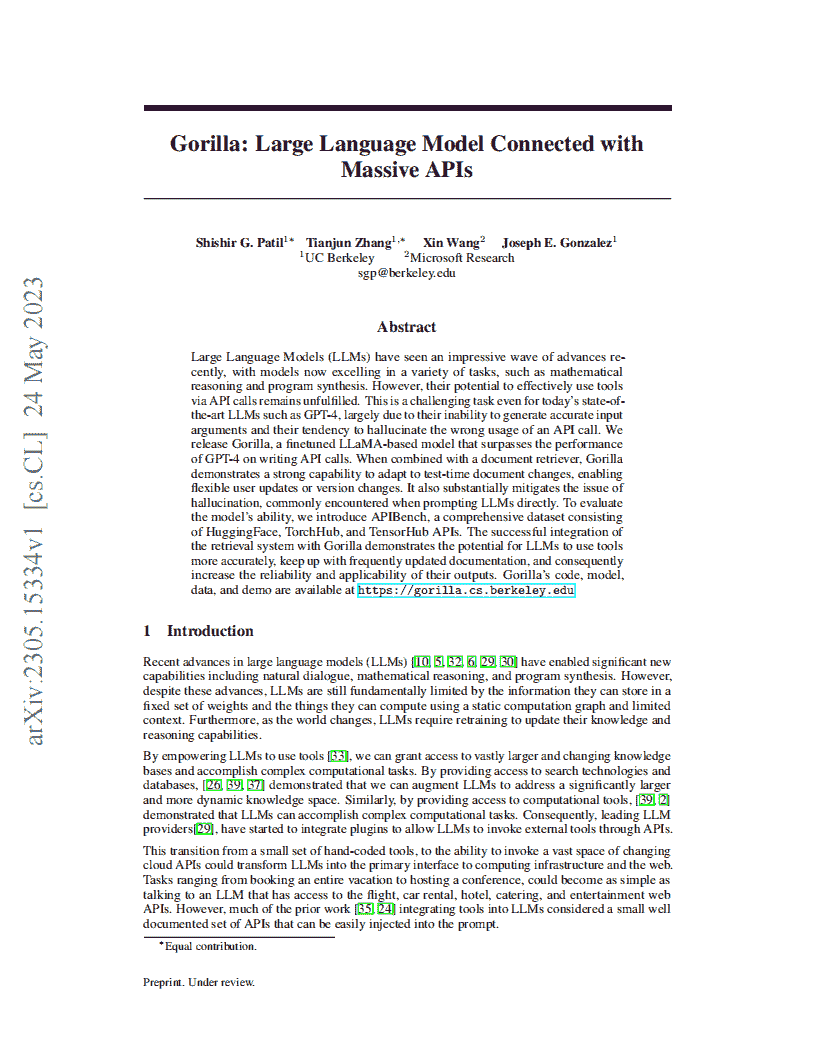 Gorilla: Large Language Model Connected with
Massive APIs
Shishir G. Patil1∗ Tianjun Zhang1,∗ Xin Wang2 Joseph E. Gonzalez1
1UC Berkeley 2Microsoft Research
sgp@berkeley.edu
Abstract
Large Language Models (LLMs) have seen an impressive wave of advances re-
cently, with models now excelling in a variety of tasks, such as mathematical
reasoning and program synthesis. However, their potential to effectively use tools
via API calls remains unfulfilled. This is a challenging task even for today's state-of-
the-art LLMs such as GPT-4, largely due to their inability to generate accurate input
arguments and their tendency to hallucinate the wrong usage of an API call. We
release Gorilla, a finetuned LLaMA-based model that surpasses the performance
of GPT-4 on writing API calls. When combined with a document retriever, Gorilla
demonstrates a strong capability to adapt to test-time document changes, enabling
flexible user updates or version changes. It also substantially mitigates the issue of
hallucination, commonly encountered when prompting LLMs directly. To evaluate
the model's ability, we introduce APIBench, a comprehensive dataset consisting
of HuggingFace, TorchHub, and TensorHub APIs. The successful integration of
the retrieval system with Gorilla demonstrates the potential for LLMs to use tools
more accurately, keep up with frequently updated documentation, and consequently
increase the reliability and applicability of their outputs. Gorilla's code, model,
data, and demo are available at https://gorilla.cs.berkeley.edu
1 Introduction
Recent advances in large language models (LLMs) [10, 5, 32, 6, 29, 30] have enabled significant new
capabilities including natural dialogue, mathematical reasoning, and program synthesis. However,
despite these advances, LLMs are still fundamentally limited by the information they can store in a
fixed set of weights and the things they can compute using a static computation graph and limited
context. Furthermore, as the world changes, LLMs require retraining to update their knowledge and
reasoning capabilities.
By empowering LLMs to use tools [33], we can grant access to vastly larger and changing knowledge
bases and accomplish complex computational tasks. By providing access to search technologies and
databases, [26, 39, 37] demonstrated that we can augment LLMs to address a significantly larger
and more dynamic knowledge space. Similarly, by providing access to computational tools, [39, 2]
demonstrated that LLMs can accomplish complex computational tasks. Consequently, leading LLM
providers[29], have started to integrate plugins to allow LLMs to invoke external tools through APIs.
This transition from a small set of hand-coded tools, to the ability to invoke a vast space of changing
cloud APIs could transform LLMs into the primary interface to computing infrastructure and the web.
Tasks ranging from booking an entire vacation to hosting a conference, could become as simple as
talking to an LLM that has access to the flight, car rental, hotel, catering, and entertainment web
APIs. However, much of the prior work [35, 24] integrating tools into LLMs considered a small well
documented set of APIs that can be easily injected into the prompt.
∗Equal contribution.
Preprint. Under review.
arXiv:2305.15334v1 [cs.CL] 24 May 2023